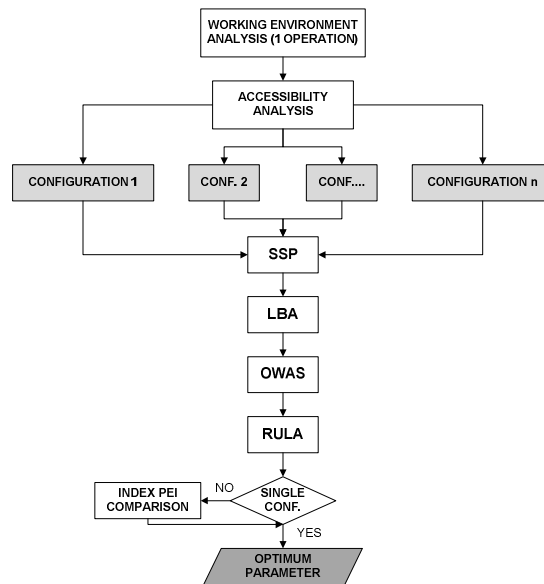 WORKING ENVIRONMENT
ANALYSIS (1 OPERATION)
ACCESSIBILITY
ANALYSIS
CONFIGURATION 1
CONF. 2
CONF....
CONFIGURATION n
SSP
LBA
OWAS
RULA
NO
INDEX PEI
COMPARISON
SINGLE
CONF.
YES
OPTIMUM
PARAMETER